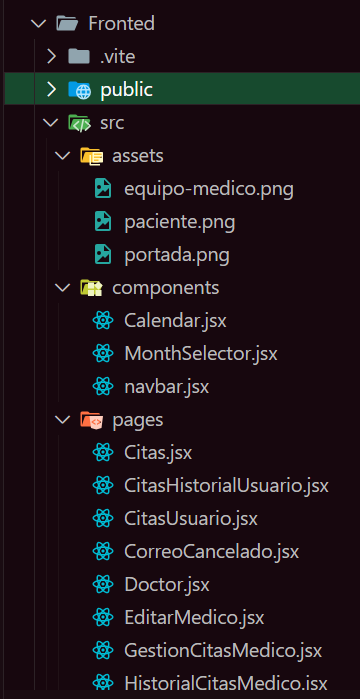 Fronted
.vite
public
src
assets
equipo-medico.png
paciente.png
portada.png
components
Calendar.jsx
MonthSelector.jsx
navbar.jsx
pages
Citas.jsx
CitasHistorialUsuario.jsx
CitasUsuario.jsx
CorreoCancelado.jsx
Doctor.jsx
EditarMedico.jsx
GestionCitasMedico.jsx
HistorialCitasMedico.jsx